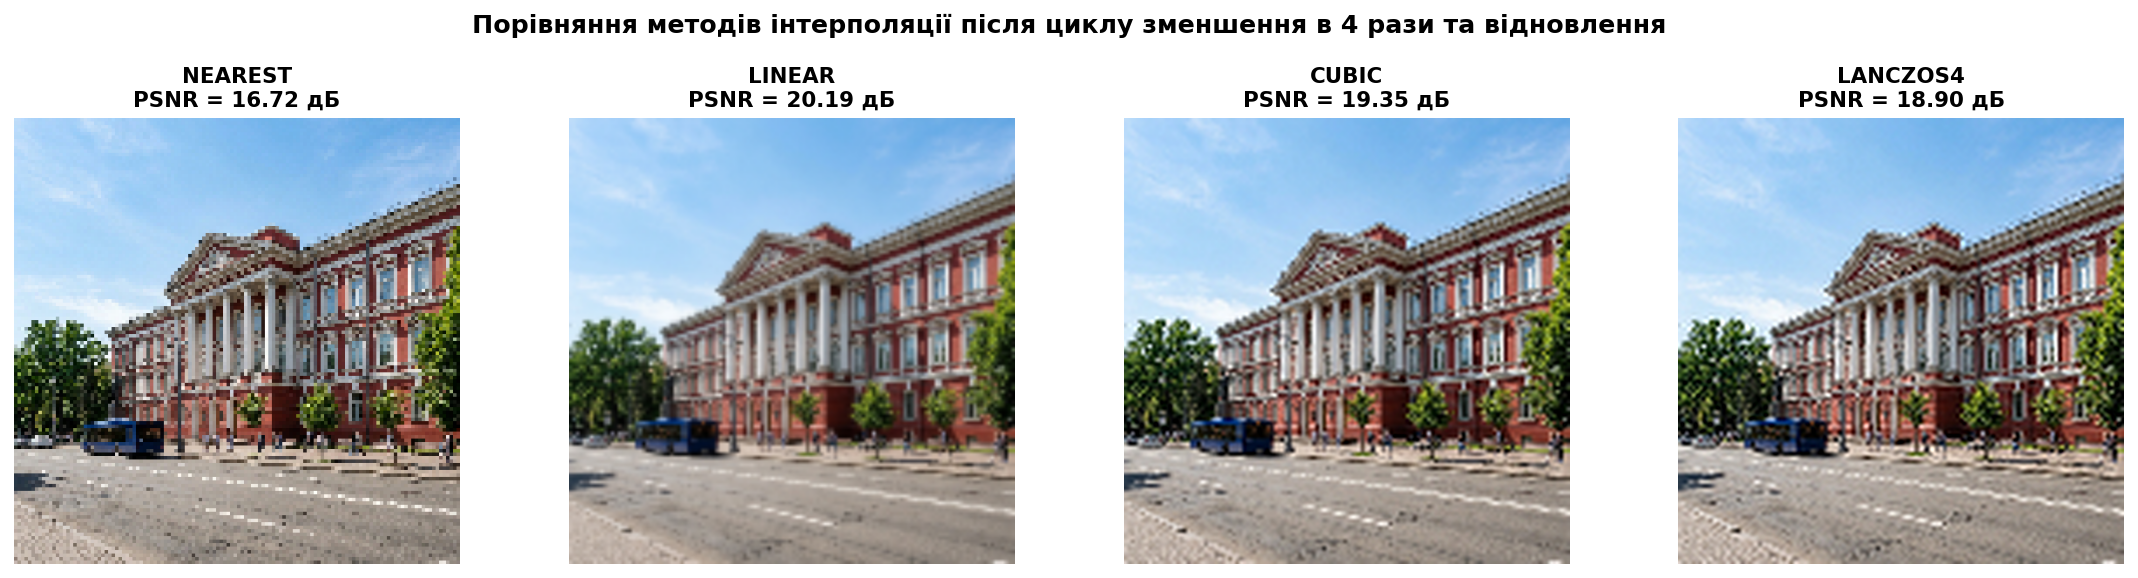 Порівняння методів інтерполяції після циклу зменшення в 4 рази та відновлення
NEAREST
PSNR = 16.72 дБ
LINEAR
PSNR = 20.19 дБ
CUBIC
PSNR = 19.35 дБ
LANCZOS4
PSNR = 18.90 дБ